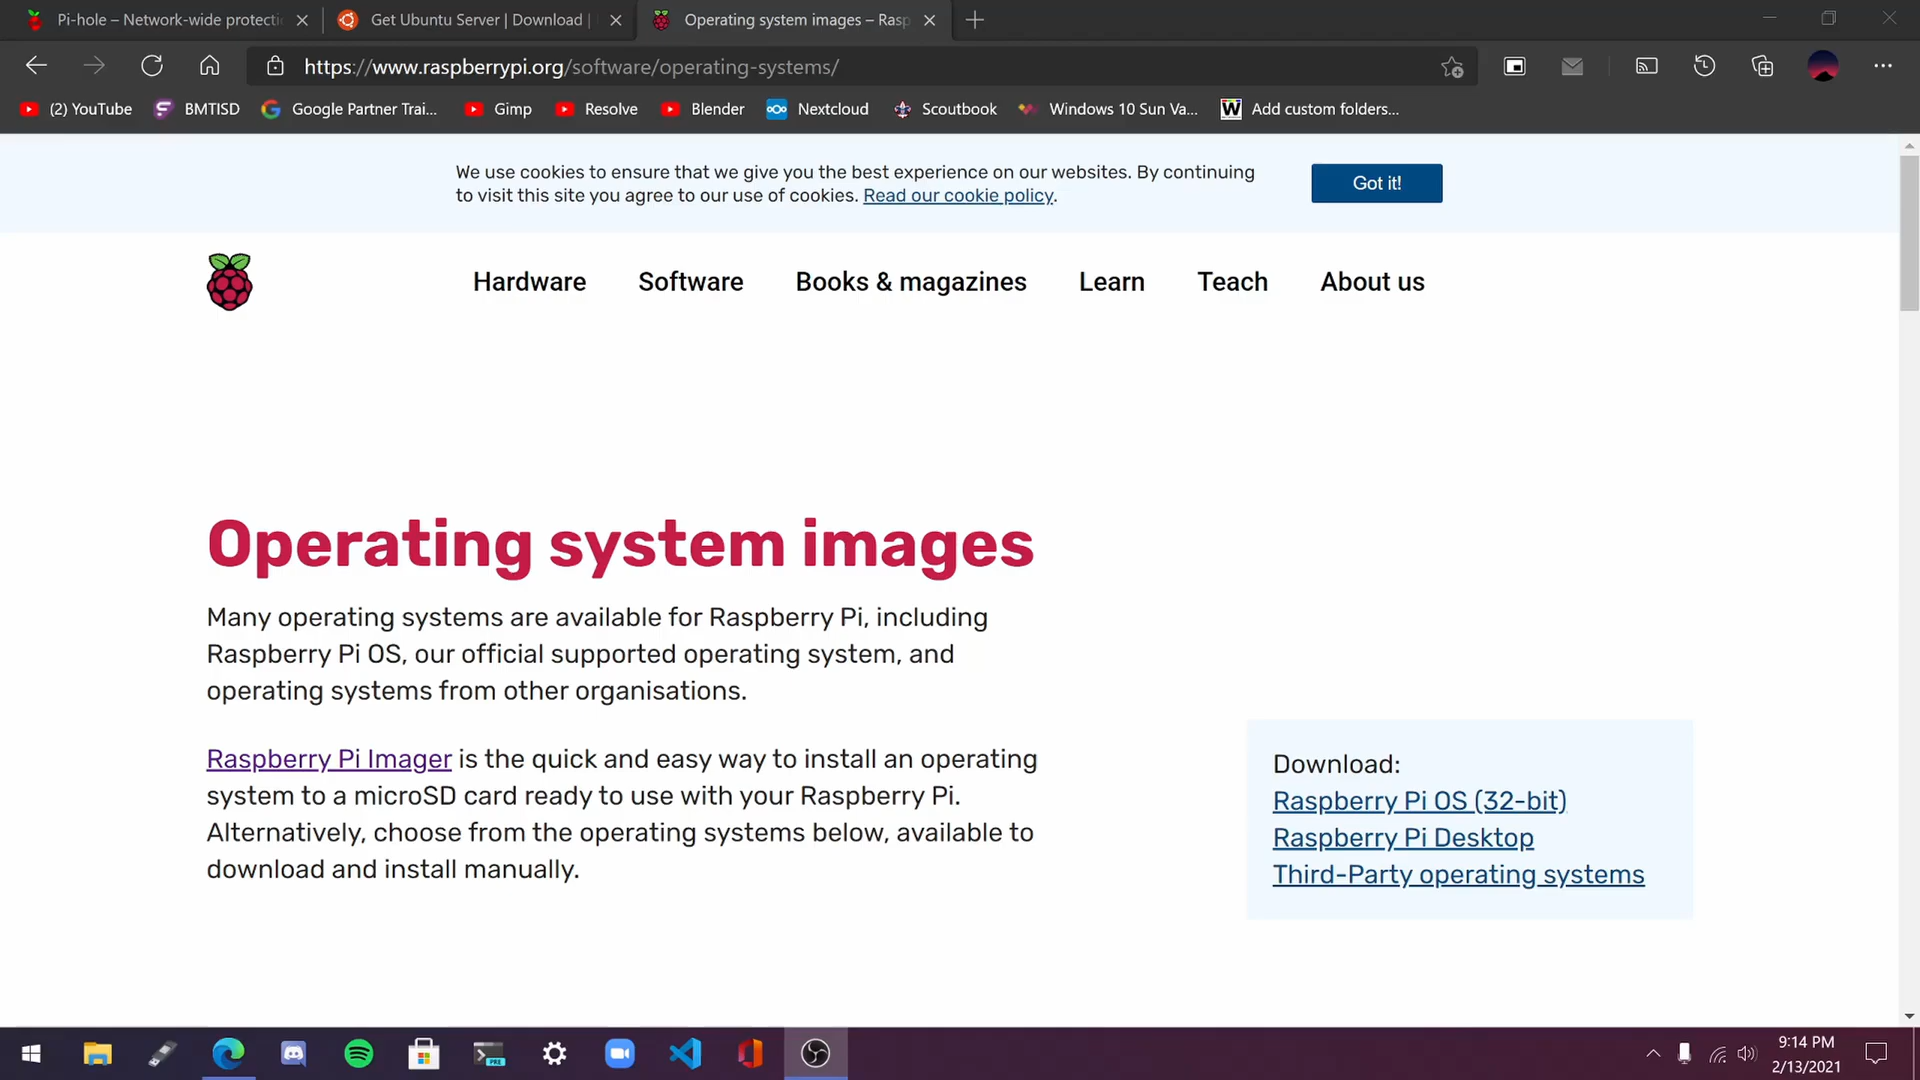 Pi-hole – Network-wide protecti
Get Ubuntu Server | Download |
Operating system images – Rasp
https://www.raspberrypi.org/software/operating-systems/
(2) YouTube
BMTISD
Google Partner Trai...
Gimp
Resolve
Blender
Nextcloud
Scoutbook
Windows 10 Sun Va...
W
Add custom folders...
We use cookies to ensure that we give you the best experience on our websites. By continuing
to visit this site you agree to our use of cookies. Read our cookie policy.
Got it!
Hardware
Software
Books & magazines
Learn
Teach
About us
Operating system images
Many operating systems are available for Raspberry Pi, including
Raspberry Pi OS, our official supported operating system, and
operating systems from other organisations.
Raspberry Pi Imager is the quick and easy way to install an operating
system to a microSD card ready to use with your Raspberry Pi.
Alternatively, choose from the operating systems below, available to
download and install manually.
Download:
Raspberry Pi OS (32-bit)
Raspberry Pi Desktop
Third-Party operating systems
PRE
9:14 PM
2/13/2021